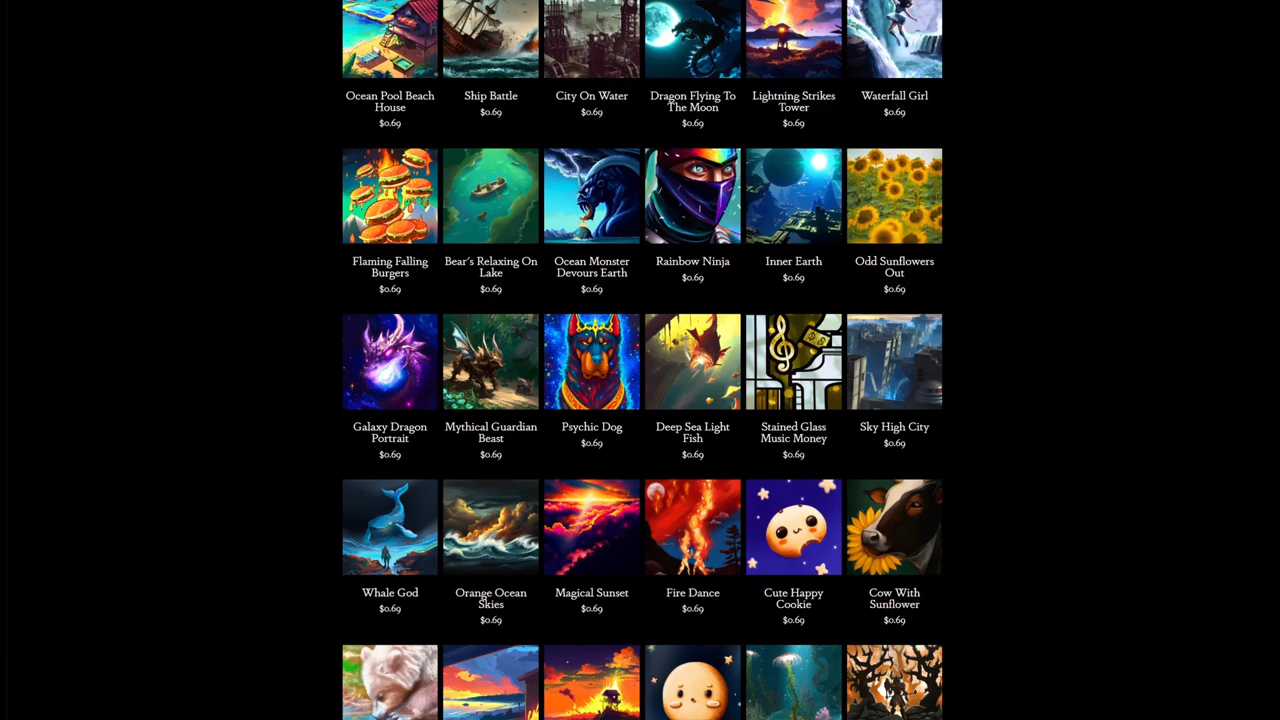 Ocean Pool Beach
House
$0.69
Ship Battle
$0.69
City On Water
$0.69
Dragon Flying To
The Moon
$0.69
Lightning Strikes
Tower
$0.69
Waterfall Girl
$0.69
Flaming Falling
Burgers
$0.69
Bear's Relaxing On
Lake
$0.69
Ocean Monster
Devours Earth
$0.69
Rainbow Ninja
$0.69
Inner Earth
$0.69
Odd Sunflowers
Out
$0.69
Galaxy Dragon
Portrait
$0.69
Mythical Guardian
Beast
$0.69
Psychic Dog
$0.69
Deep Sea Light
Fish
$0.69
Stained Glass
Music Money
$0.69
Sky High City
$0.69
Whale God
$0.69
Orange Ocean
Skies
$0.69
Magical Sunset
$0.69
Fire Dance
$0.69
Cute Happy
Cookie
$0.69
Cow With
Sunflower
$0.69